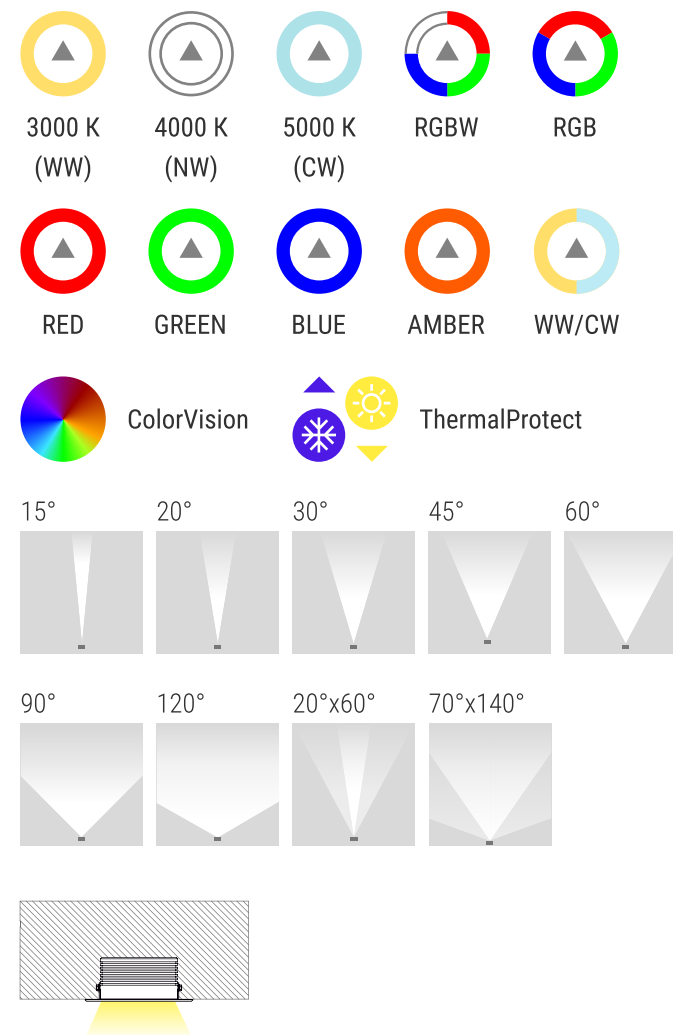 3000 K 4000 K 5000 K RGBW RGB
(WW) (NW) (CW)
RED GREEN BLUE AMBER WW/CW
ColorVision ThermalProtect
15° 20° 30° 45° 60°
90° 120° 20°x60° 70°x140°